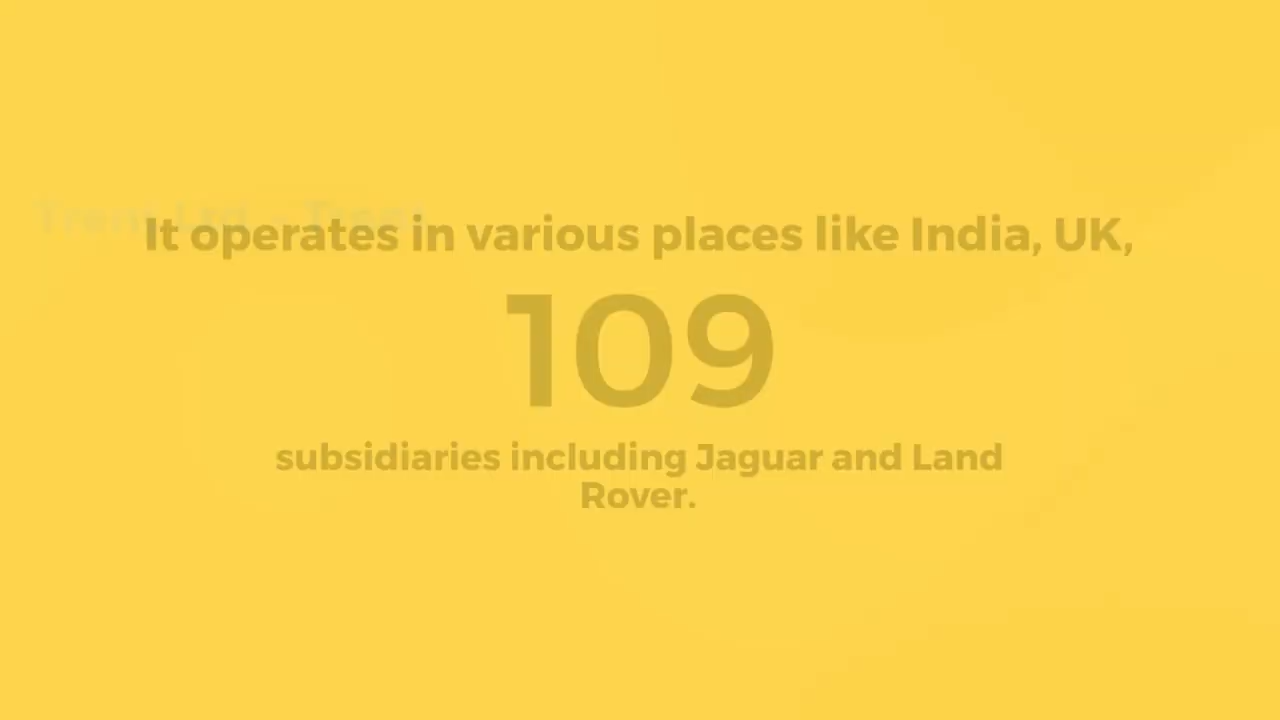 It operates in various places like India, UK,
109
subsidiaries including Jaguar and Land
Rover.